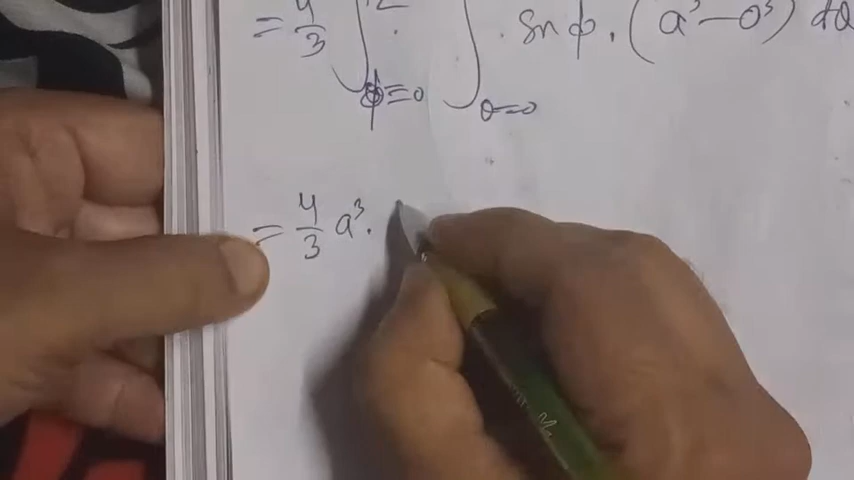 = 4/3 ∫ ∫ sin φ . (a³ — 0³) dθ
φ=0 θ=0
= 4/3 a³ .